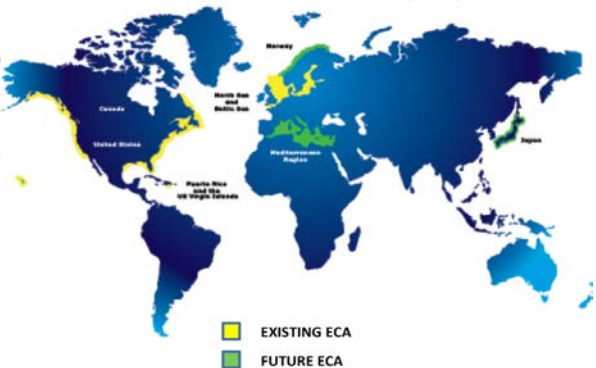 Norway
North Sea
and
Baltic Sea
Canada
United States
Mediterranean
Region
Japan
Puerto Rico
and the
US Virgin Islands
EXISTING ECA
FUTURE ECA